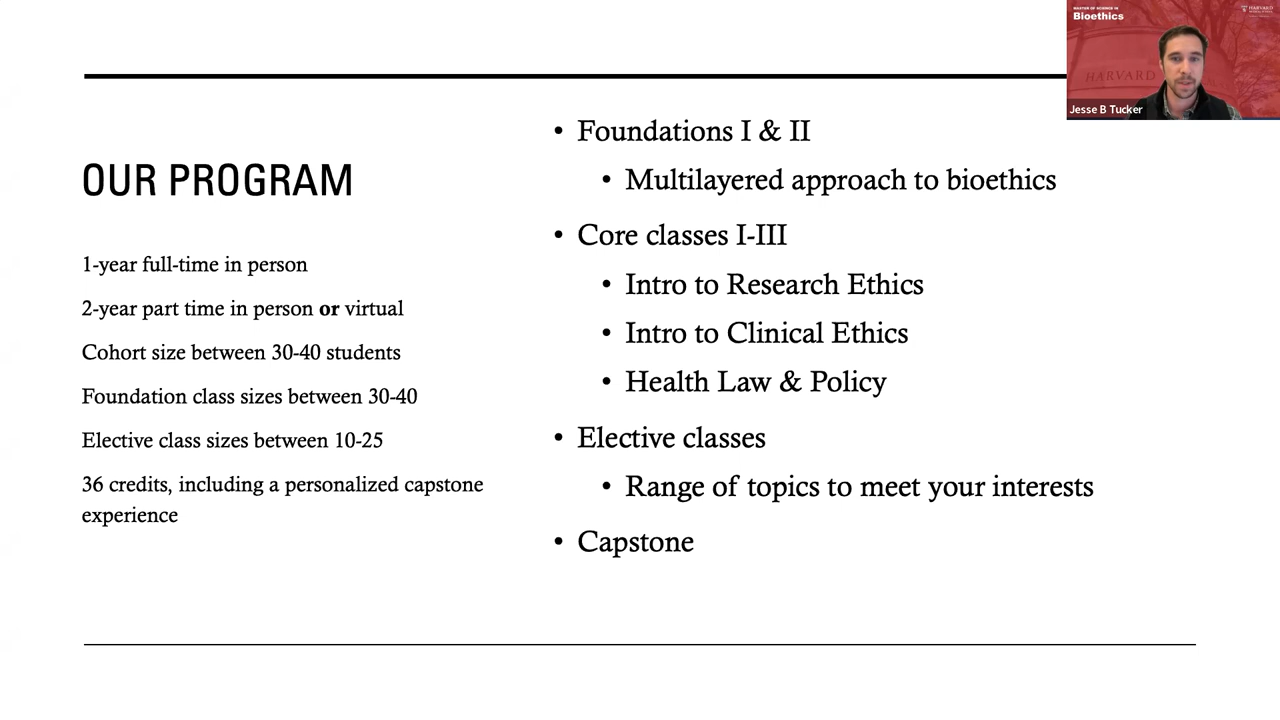 OUR PROGRAM
1-year full-time in person
2-year part time in person or virtual
Cohort size between 30-40 students
Foundation class sizes between 30-40
Elective class sizes between 10-25
36 credits, including a personalized capstone
experience
• Foundations I & II
• Multilayered approach to bioethics
• Core classes I-III
• Intro to Research Ethics
• Intro to Clinical Ethics
• Health Law & Policy
• Elective classes
• Range of topics to meet your interests
• Capstone
MASTER OF SCIENCE IN
Bioethics
HARVARD
HARVARD
Jesse B Tucker